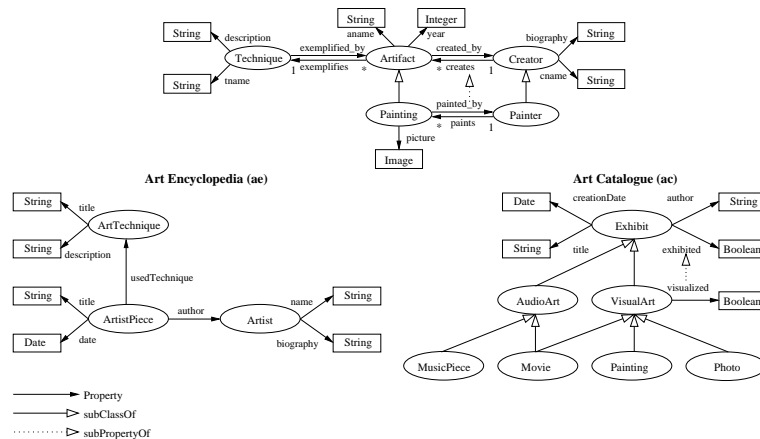 String
aname
Integer
year
description
String
exemplified_by
created_by
biography
String
Technique
Artifact
Creator
1
exemplifies
*
*
creates
1
String
tname
cname
String
Painting
painted_by
Painter
*
paints
1
picture
Image
Art Encyclopedia (ae)
Art Catalogue (ac)
String
title
ArtTechnique
String
description
usedTechnique
String
title
ArtistPiece
author
Artist
name
String
Date
date
biography
String
Date
creationDate
author
String
Exhibit
String
title
exhibited
Boolean
visualized
AudioArt
VisualArt
Boolean
MusicPiece
Movie
Painting
Photo
Property
subClassOf
subPropertyOf